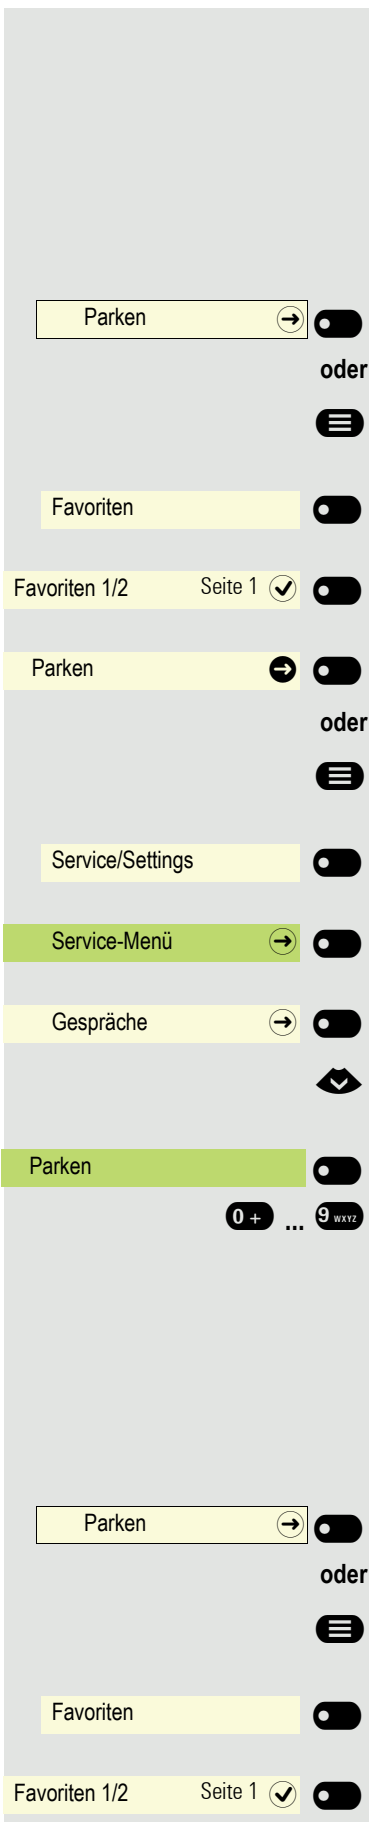 Parken
oder
Favoriten
Favoriten 1/2 Seite 1
Parken
oder
Service/Settings
Service-Menü
Gespräche
Parken
0 + ... 9 WXYZ
Parken
oder
Favoriten
Favoriten 1/2 Seite 1